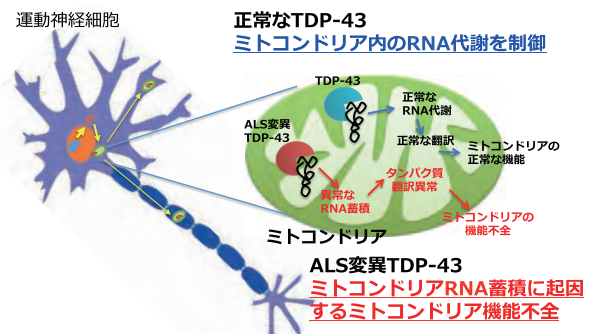 運動神経細胞
正常なTDP-43
ミトコンドリア内のRNA代謝を制御
TDP-43
正常な
RNA代謝
ALS変異
TDP-43
正常な翻訳
ミトコンドリアの
正常な機能
タンパク質
翻訳異常
異常な
RNA蓄積
ミトコンドリアの
機能不全
ミトコンドリア
ALS変異TDP-43
ミトコンドリアRNA蓄積に起因
するミトコンドリア機能不全